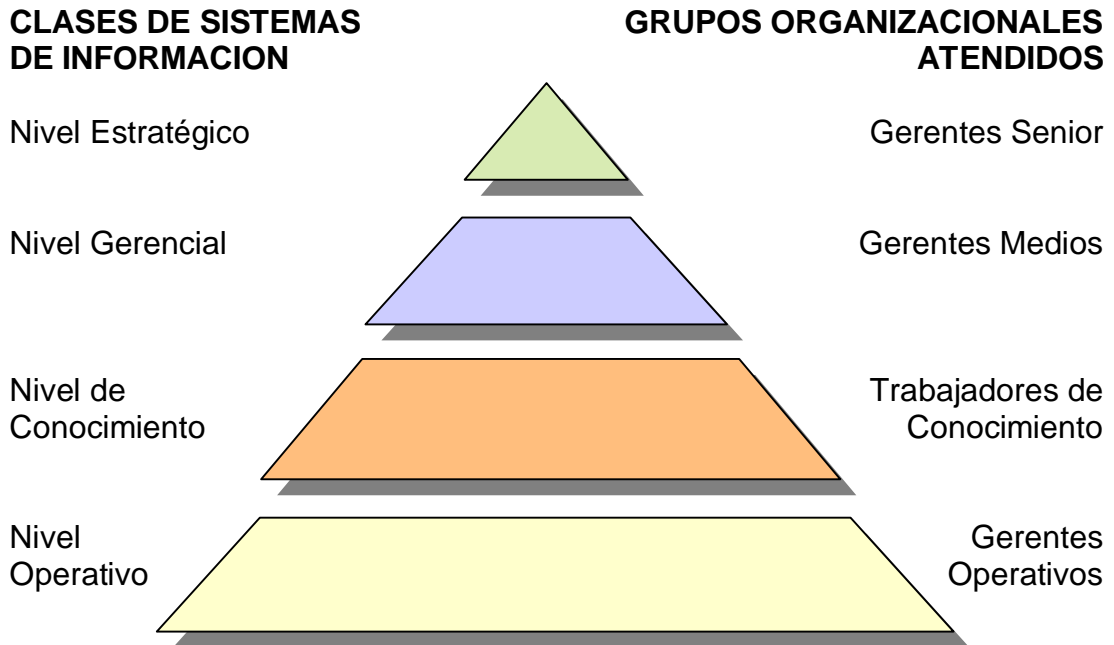 CLASES DE SISTEMAS
DE INFORMACION
GRUPOS ORGANIZACIONALES
ATENDIDOS
Nivel Estratégico
Gerentes Senior
Nivel Gerencial
Gerentes Medios
Nivel de
Conocimiento
Trabajadores de
Conocimiento
Nivel
Operativo
Gerentes
Operativos